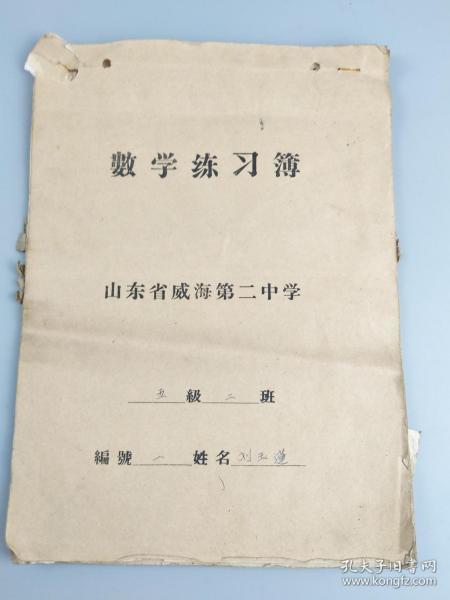 數学练习簿
山东省威海第二中学
五級二班
編號一姓名刘玉莲
孔夫子旧书网
www.kongfz.com